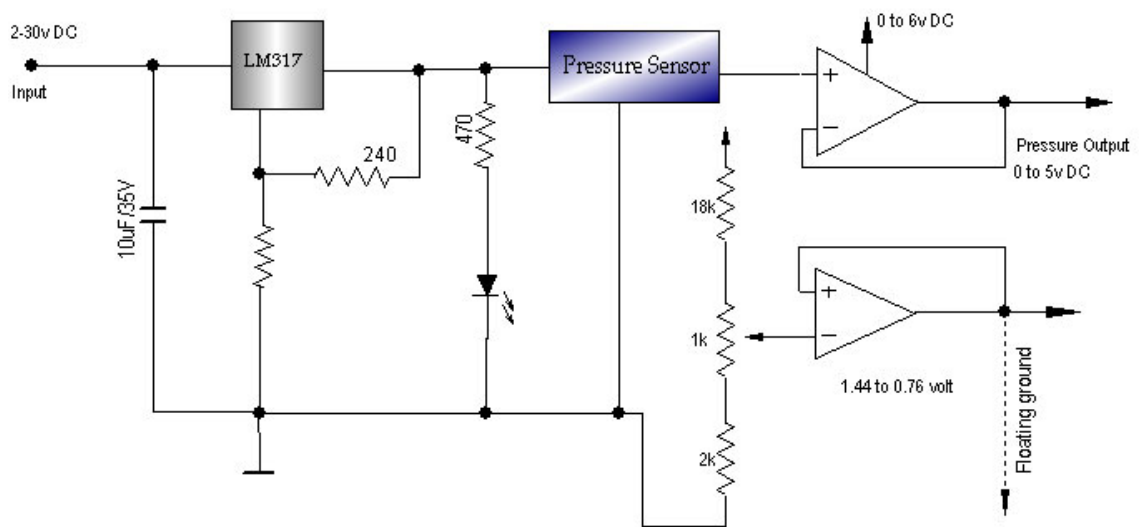 2-30v DC
Input
LM317
Pressure Sensor
0 to 6v DC
+
−
Pressure Output
0 to 5v DC
240
470
10uF/35V
18k
1k
2k
+
−
1.44 to 0.76 volt
Floating ground